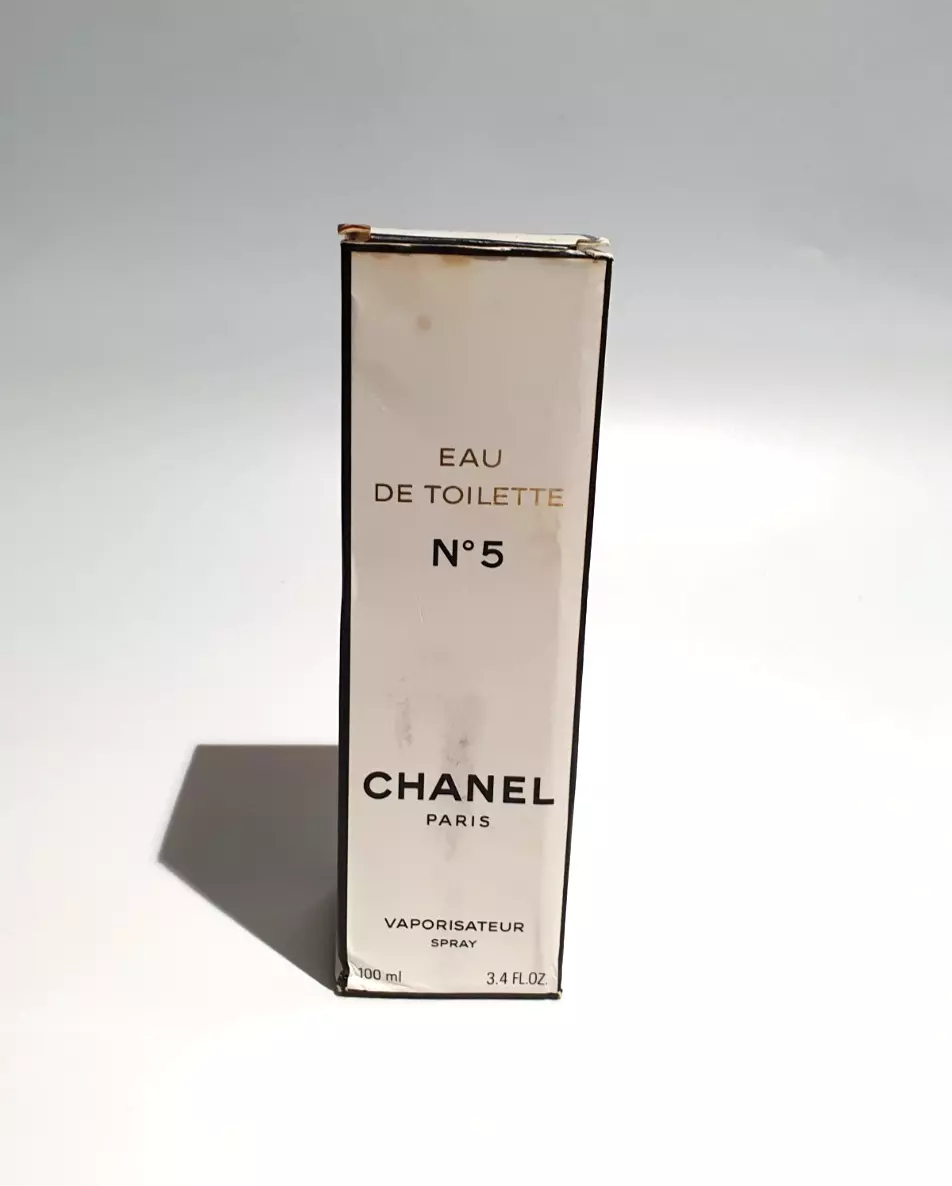 EAU
DE TOILETTE
N°5
CHANEL
PARIS
VAPORISATEUR
SPRAY
100 ml 3.4 FL.OZ.